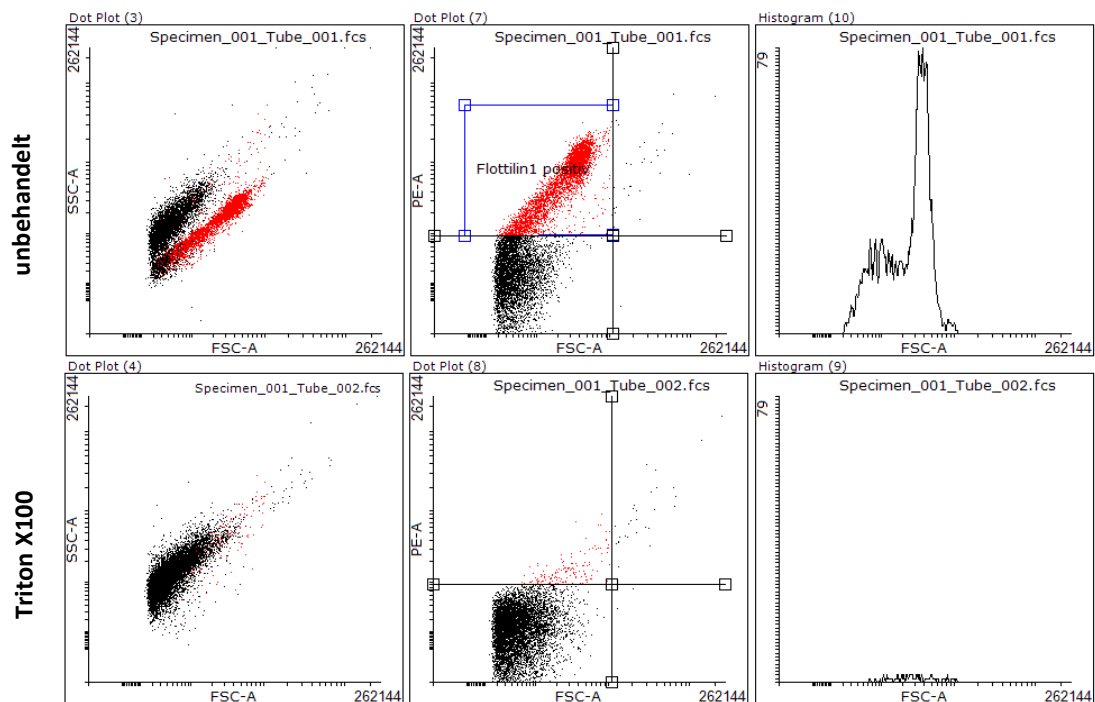 Dot Plot (3)
Specimen_001_Tube_001.fcs
262144
SSC-A
FSC-A
262144
Dot Plot (7)
Specimen_001_Tube_001.fcs
262144
PE-A
Flottilin1 positiv
FSC-A
262144
Histogram (10)
Specimen_001_Tube_001.fcs
79
FSC-A
262144
unbehandelt
Dot Plot (4)
Specimen_001_Tube_002.fcs
262144
SSC-A
FSC-A
262144
Dot Plot (8)
Specimen_001_Tube_002.fcs
262144
PE-A
FSC-A
262144
Histogram (9)
Specimen_001_Tube_002.fcs
79
FSC-A
262144
Triton X100